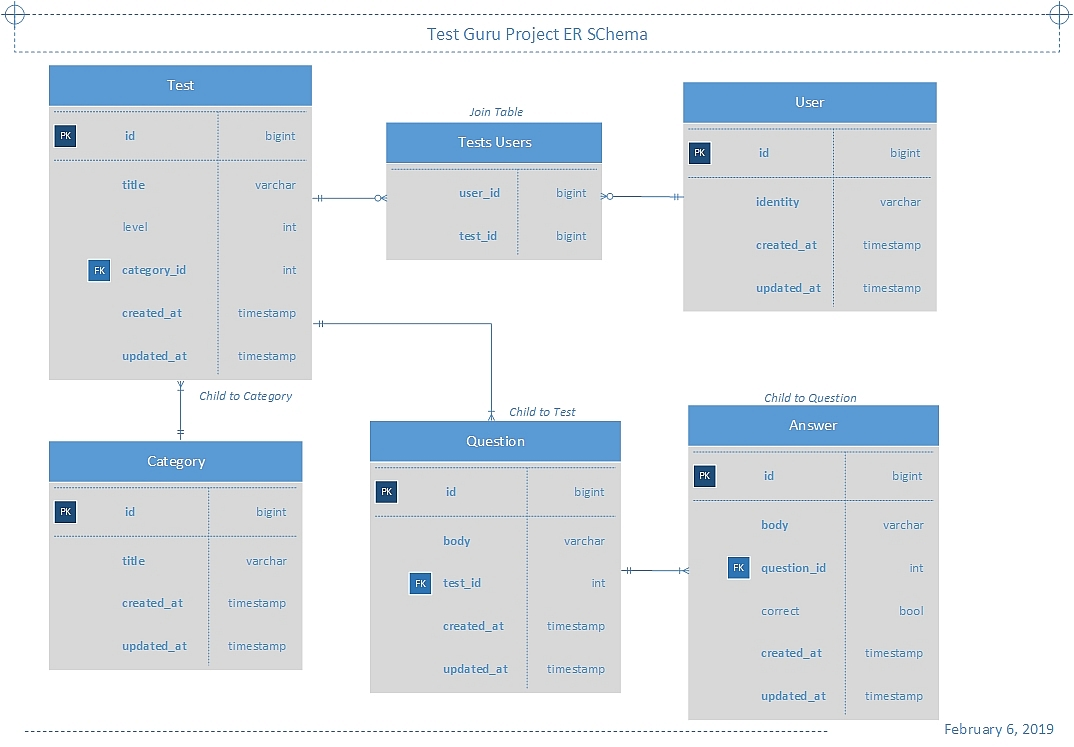 Test Guru Project ER SChema
Test
PK id bigint
title varchar
level int
FK category_id int
created_at timestamp
updated_at timestamp
Join Table
Tests Users
user_id bigint
test_id bigint
User
PK id bigint
identity varchar
created_at timestamp
updated_at timestamp
Child to Category
Category
PK id bigint
title varchar
created_at timestamp
updated_at timestamp
Child to Test
Question
PK id bigint
body varchar
FK test_id int
created_at timestamp
updated_at timestamp
Child to Question
Answer
PK id bigint
body varchar
FK question_id int
correct bool
created_at timestamp
updated_at timestamp
February 6, 2019